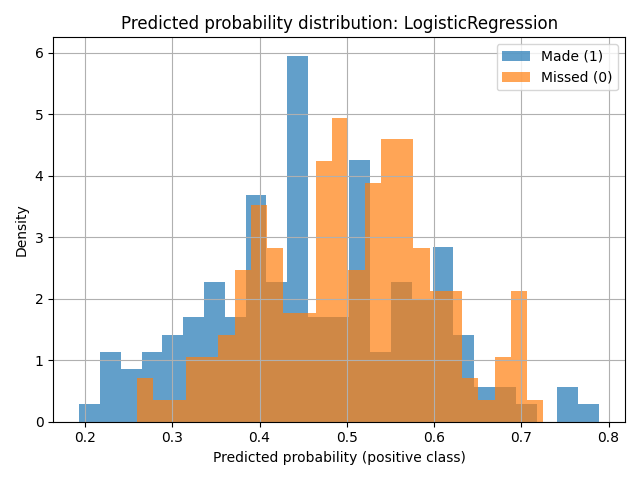 Predicted probability distribution: LogisticRegression
Made (1)
Missed (0)
6
5
4
3
2
1
0
Density
0.2
0.3
0.4
0.5
0.6
0.7
0.8
Predicted probability (positive class)